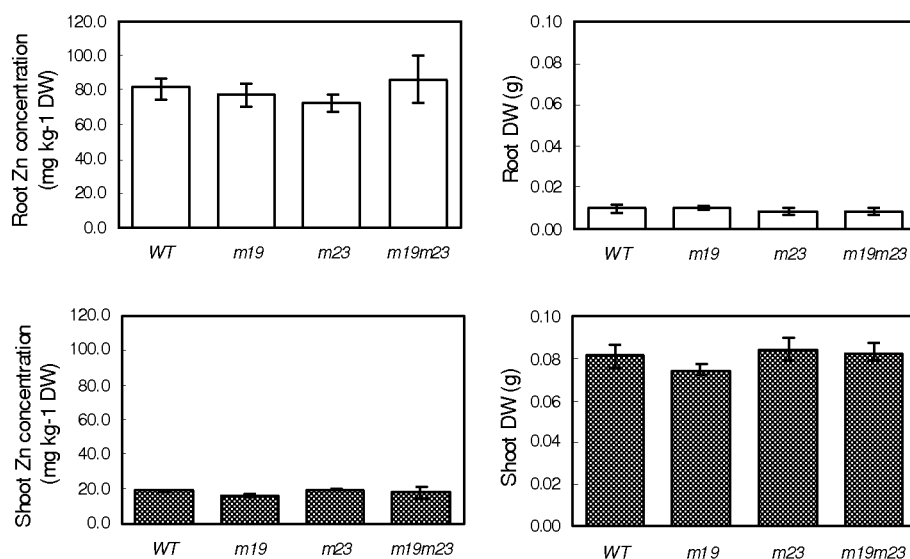 Root Zn concentration
(mg kg-1 DW)
120.0
100.0
80.0
60.0
40.0
20.0
0.0
WT m19 m23 m19m23
Root DW (g)
0.10
0.08
0.06
0.04
0.02
0.00
WT m19 m23 m19m23
Shoot Zn concentration
(mg kg-1 DW)
120.0
100.0
80.0
60.0
40.0
20.0
0.0
WT m19 m23 m19m23
Shoot DW (g)
0.10
0.08
0.06
0.04
0.02
0.00
WT m19 m23 m19m23